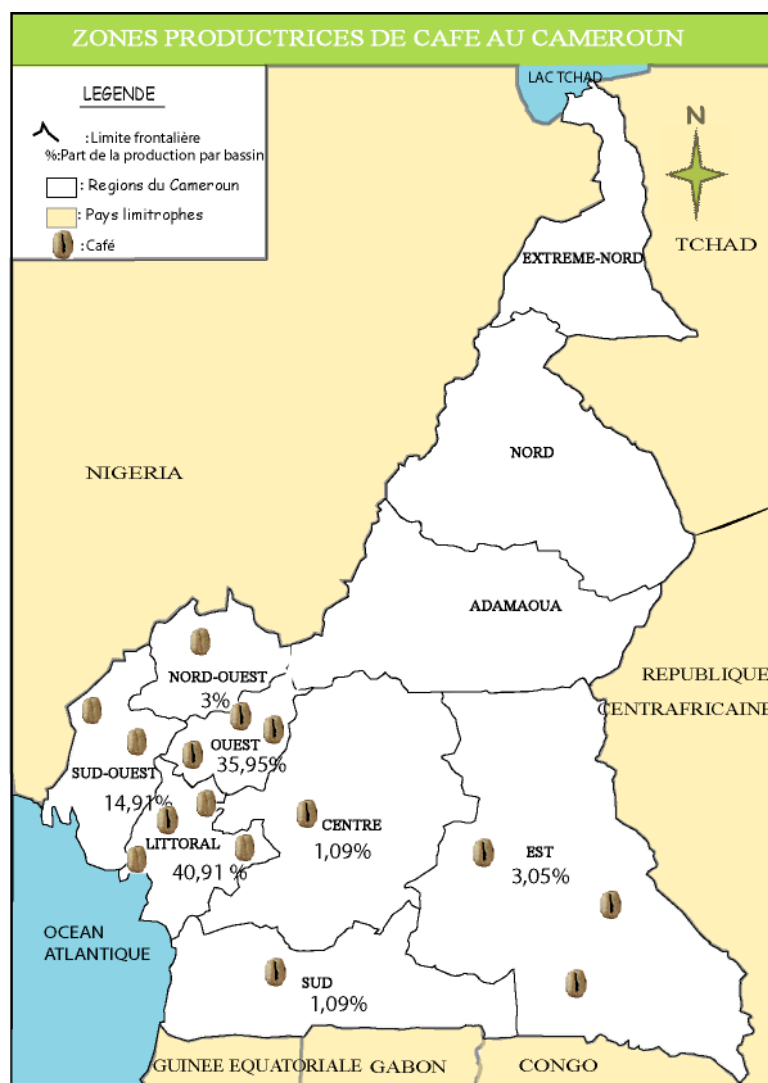 ZONES PRODUCTRICES DE CAFE AU CAMEROUN
LAC TCHAD
LEGENDE
: Limite frontalière
%:Part de la production par bassin
: Regions du Cameroun
: Pays limitrophes
: Café
N
TCHAD
EXTREME-NORD
NORD
NIGERIA
ADAMAOUA
REPUBLIQUE
CENTRAFRICAINE
NORD-OUEST
3%
OUEST
35,95%
SUD-OUEST
14,91%
LITTORAL
40,91 %
CENTRE
1,09%
EST
3,05%
OCEAN
ATLANTIQUE
SUD
1,09%
GUINEE EQUATORIALE
GABON
CONGO